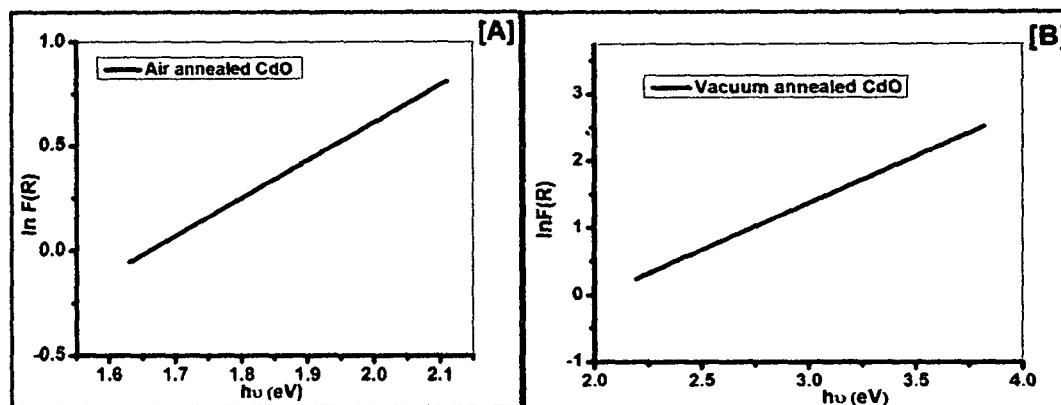 [A]
Air annealed CdO
1.0
0.5
0.0
-0.5
ln F(R)
1.6 1.7 1.8 1.9 2.0 2.1
hυ (eV)
[B]
Vacuum annealed CdO
3
2
1
0
-1
lnF(R)
2.0 2.5 3.0 3.5 4.0
hυ (eV)